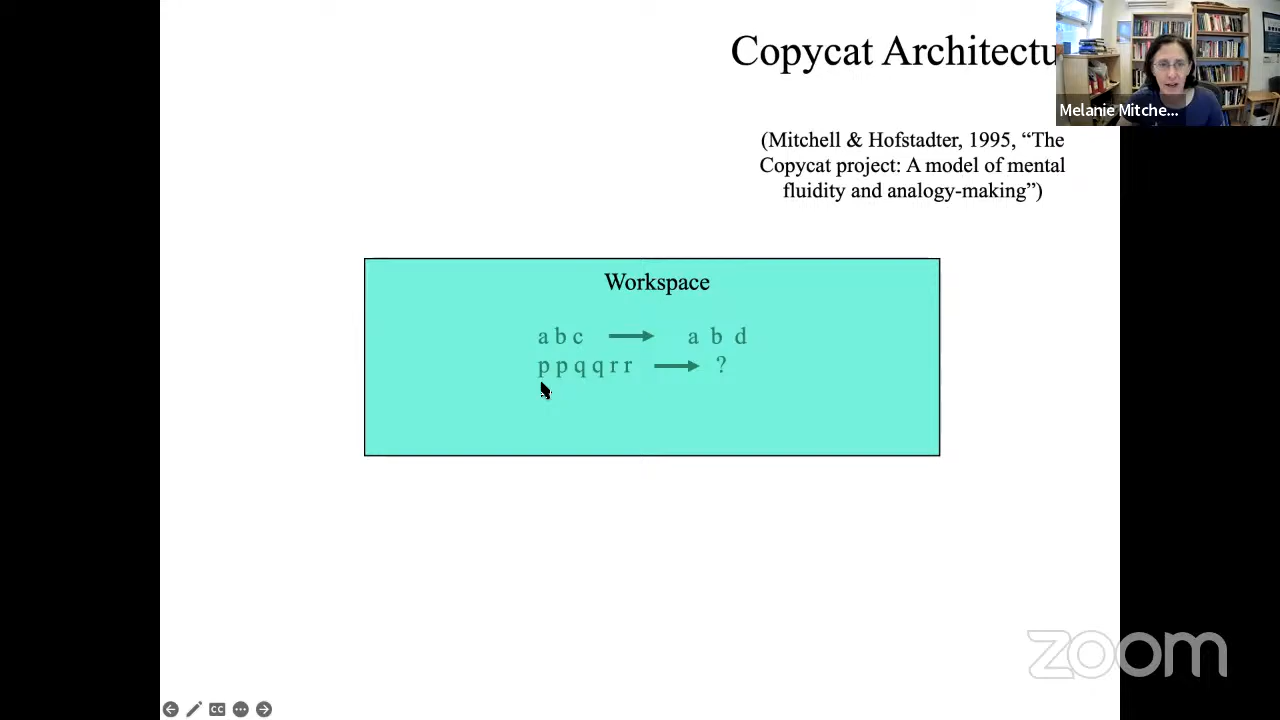 Copycat Architectu
Melanie Mitche...
(Mitchell & Hofstadter, 1995, “The
Copycat project: A model of mental
fluidity and analogy-making”)
Workspace
a b c → a b d
p p q q r r → ?
zoom
CC